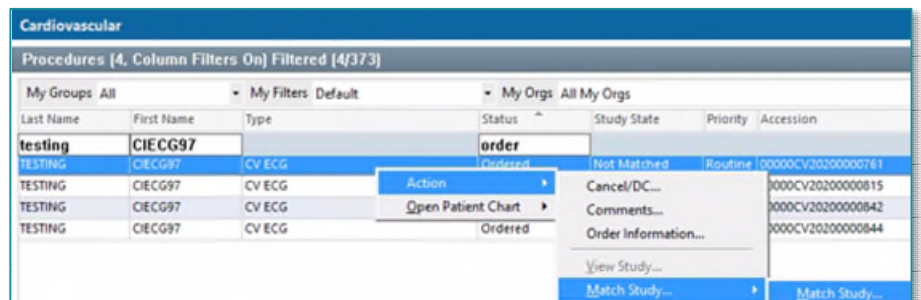 Cardiovascular
Procedures (4, Column Filters On) Filtered (4/373)
My Groups All My Filters Default My Orgs All My Orgs
Last Name First Name Type Status Study State Priority Accession
testing CIECG97 order
TESTING CIECG97 CV ECG Ordered Not Matched Routine 00000CV20200000761
TESTING CIECG97 CV ECG Action Cancel/DC... 0000CV20200000815
TESTING CIECG97 CV ECG Open Patient Chart Comments... 0000CV20200000842
TESTING CIECG97 CV ECG Ordered Order Information... 0000CV20200000844
View Study...
Match Study... Match Study...